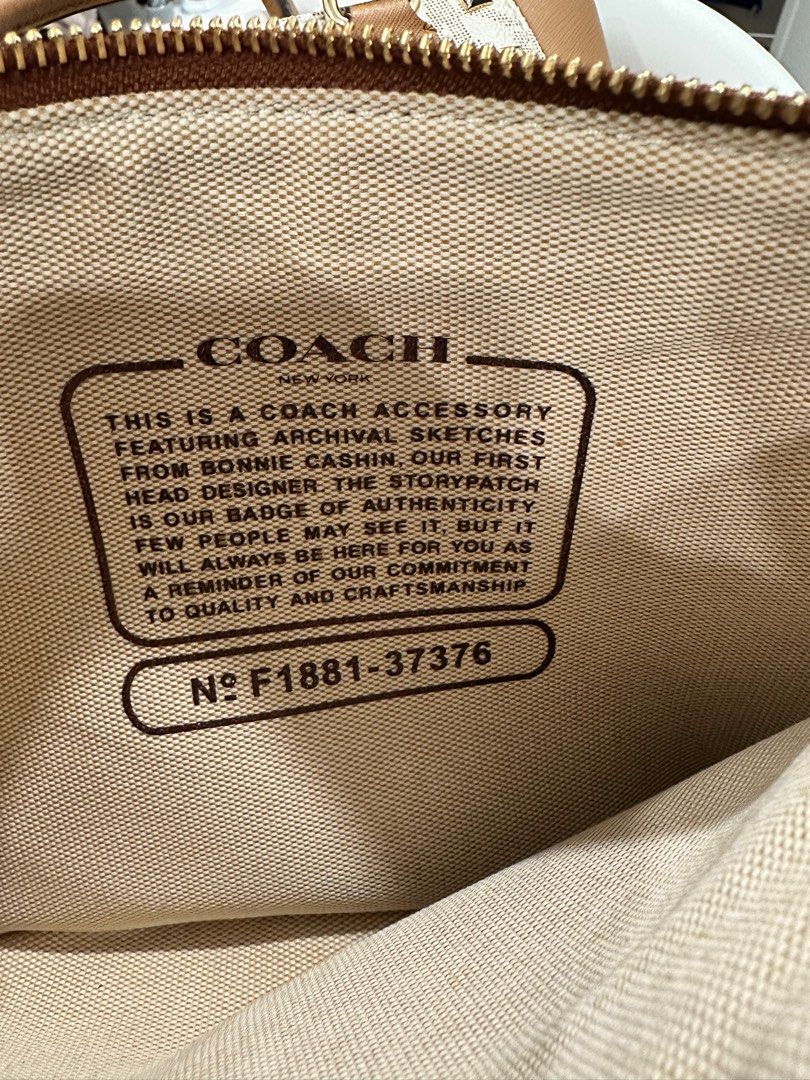 COACH
NEW YORK
THIS IS A COACH ACCESSORY
FEATURING ARCHIVAL SKETCHES
FROM BONNIE CASHIN, OUR FIRST
HEAD DESIGNER. THE STORYPATCH
IS OUR BADGE OF AUTHENTICITY
FEW PEOPLE MAY SEE IT, BUT IT
WILL ALWAYS BE HERE FOR YOU AS
A REMINDER OF OUR COMMITMENT
TO QUALITY AND CRAFTSMANSHIP.
Nº F1881-37376